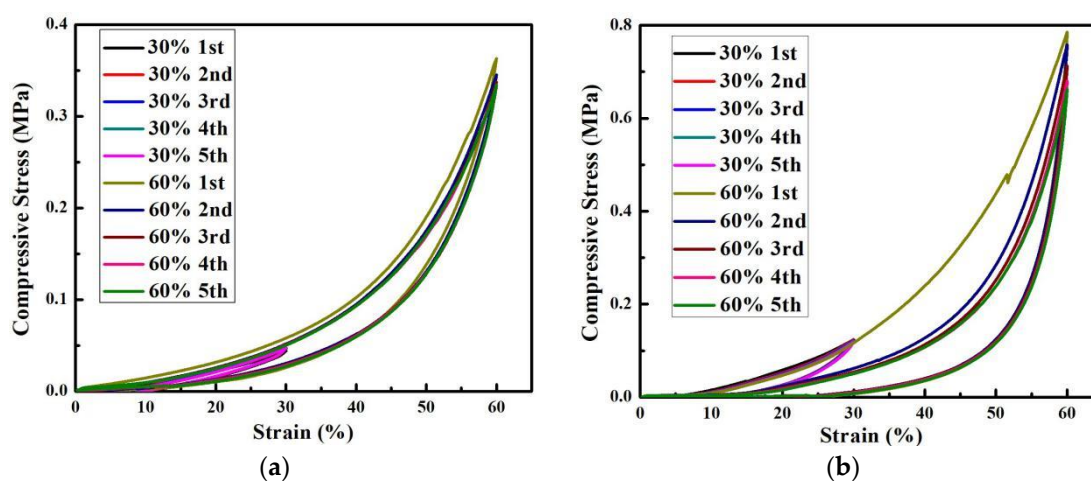 0.4
0.3
0.2
0.1
0.0
Compressive Stress (MPa)
30% 1st
30% 2nd
30% 3rd
30% 4th
30% 5th
60% 1st
60% 2nd
60% 3rd
60% 4th
60% 5th
0 10 20 30 40 50 60
Strain (%)
(a)
0.8
0.6
0.4
0.2
0.0
Compressive Stress (MPa)
30% 1st
30% 2nd
30% 3rd
30% 4th
30% 5th
60% 1st
60% 2nd
60% 3rd
60% 4th
60% 5th
0 10 20 30 40 50 60
Strain (%)
(b)